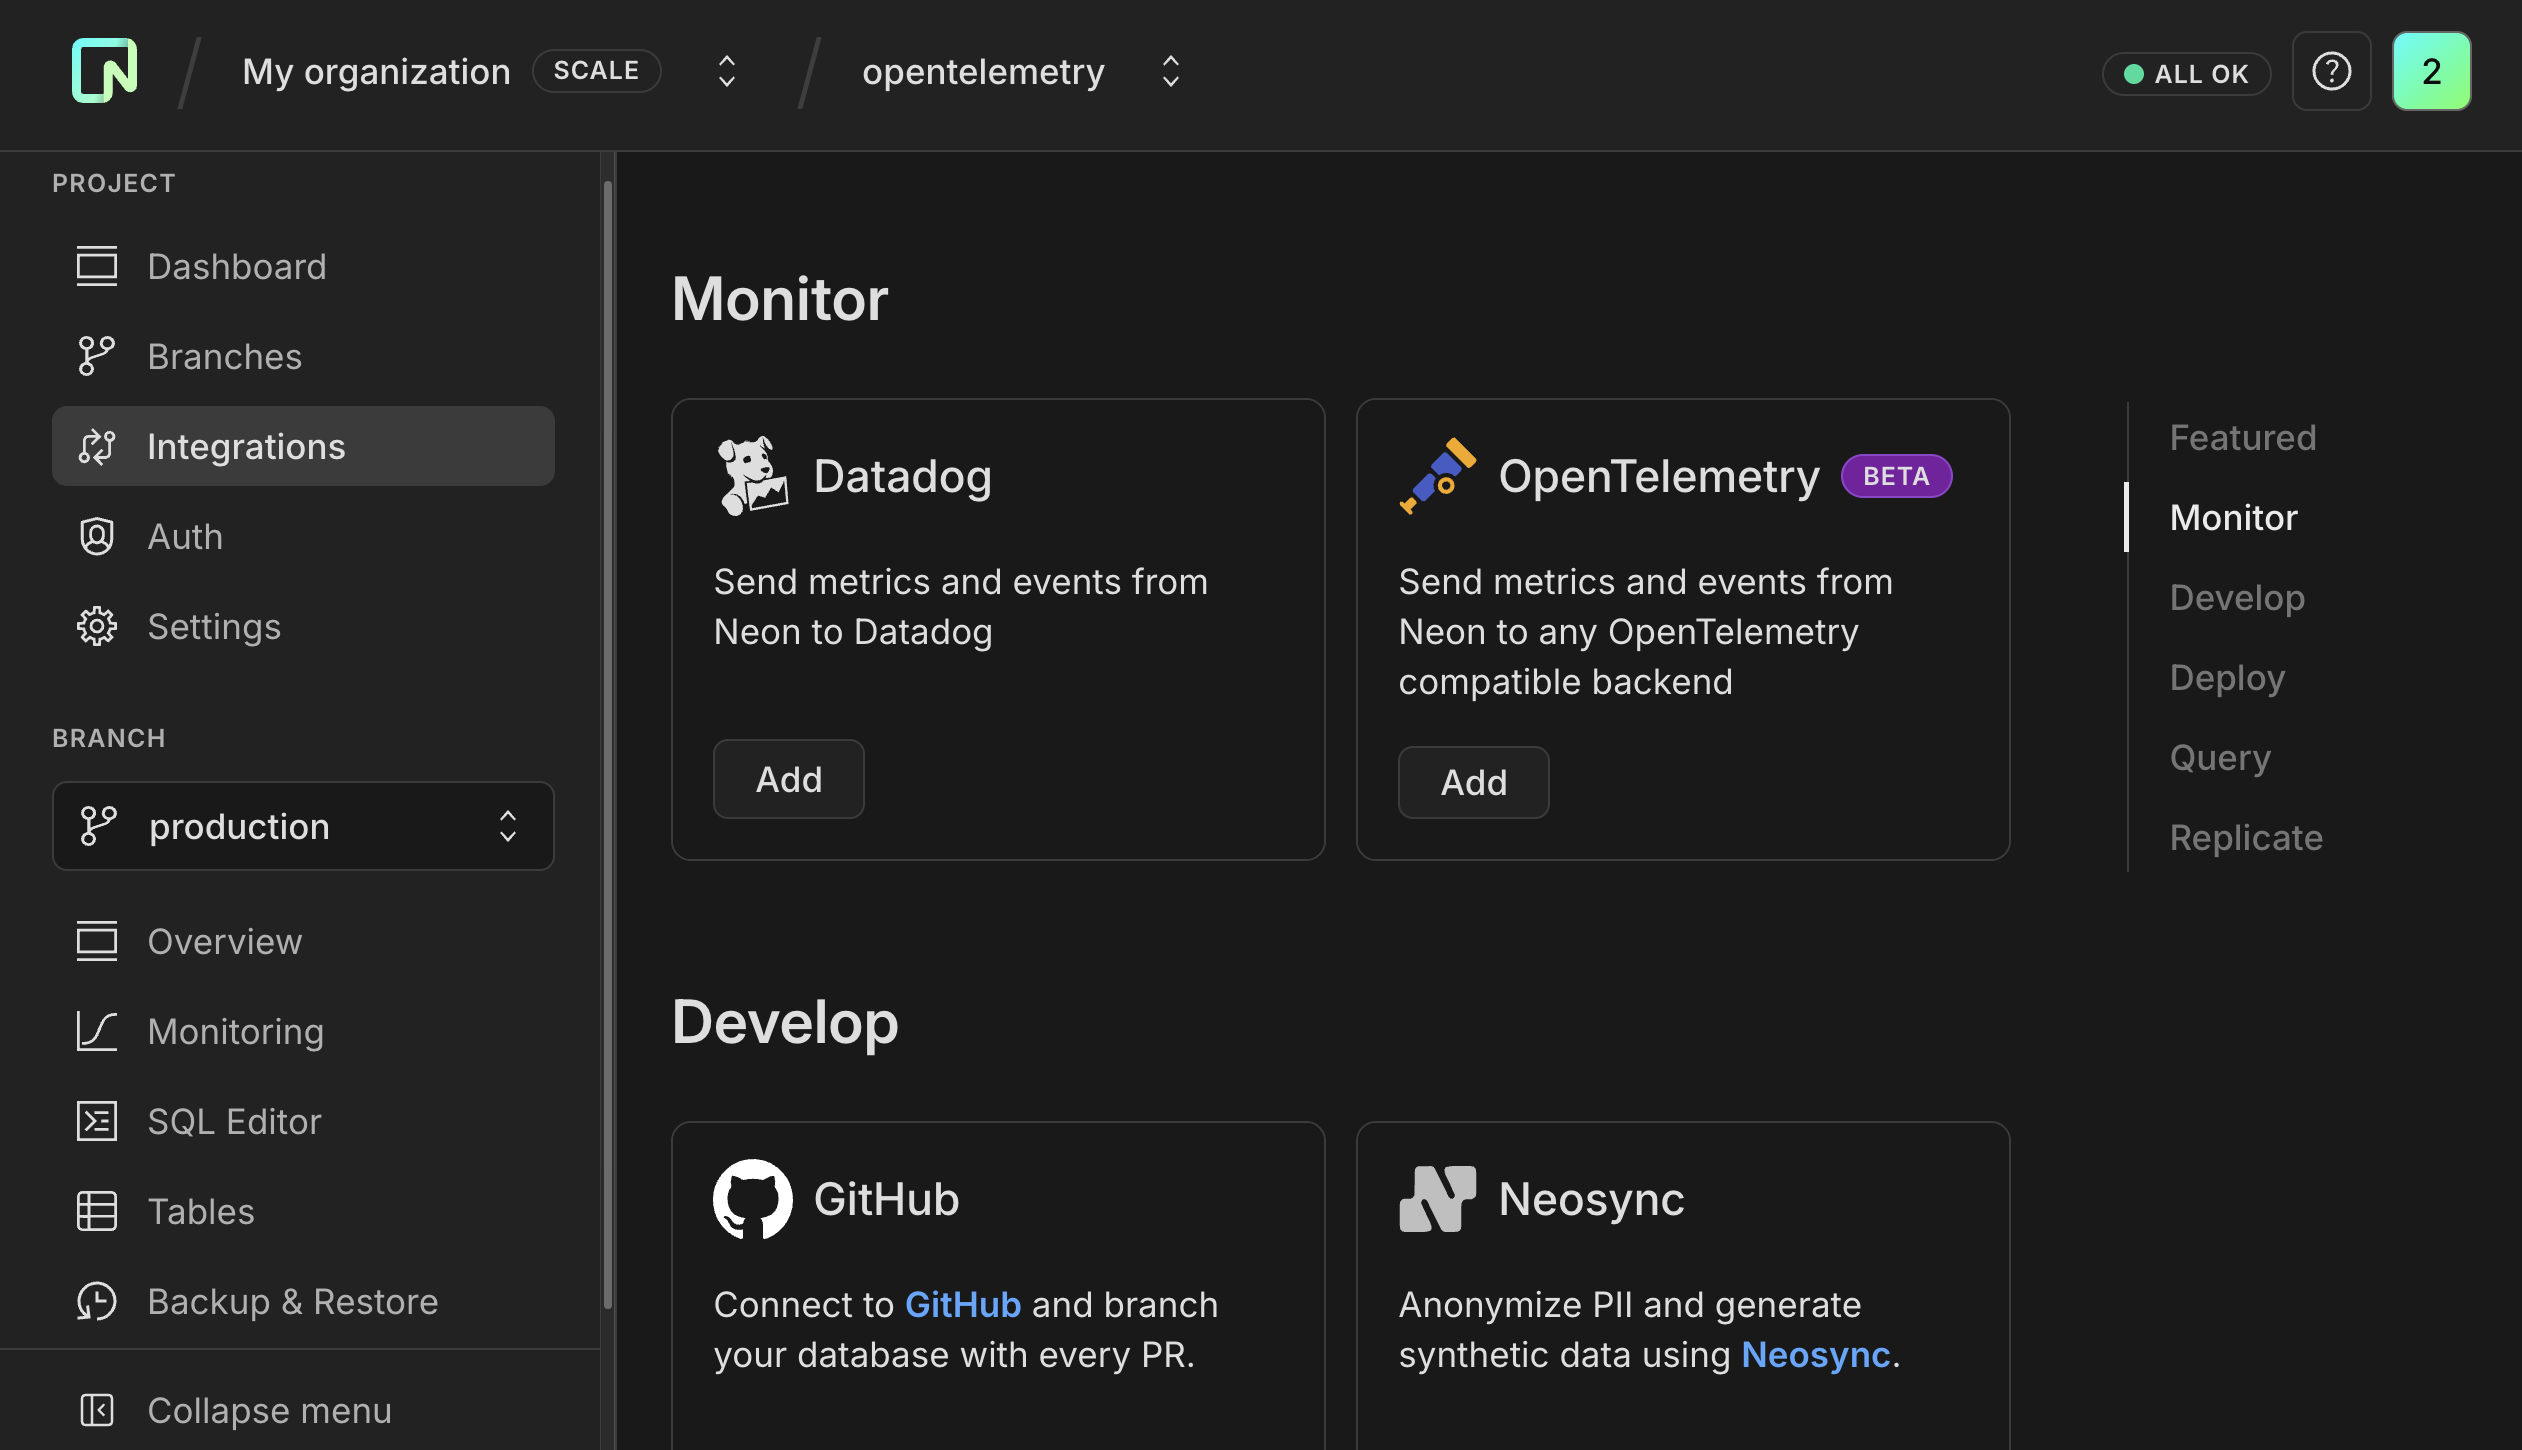 My organization SCALE
opentelemetry
ALL OK
2
PROJECT
Dashboard
Branches
Integrations
Auth
Settings
BRANCH
production
Overview
Monitoring
SQL Editor
Tables
Backup & Restore
Collapse menu
Monitor
Datadog
Send metrics and events from
Neon to Datadog
Add
OpenTelemetry BETA
Send metrics and events from
Neon to any OpenTelemetry
compatible backend
Add
Develop
GitHub
Connect to GitHub and branch
your database with every PR.
Neosync
Anonymize PII and generate
synthetic data using Neosync.
Featured
Monitor
Develop
Deploy
Query
Replicate